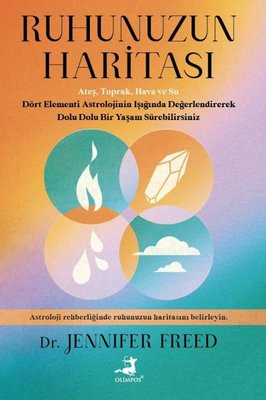 RUHUNUZUN
HARİTASI
Ateş, Toprak, Hava ve Su
Dört Elementi Astrolojinin Işığında Değerlendirerek
Dolu Dolu Bir Yaşam Sürebilirsiniz
Astroloji rehberliğinde ruhunuzun haritasını belirleyin.
Dr. JENNIFER FREED
OLİMPOS